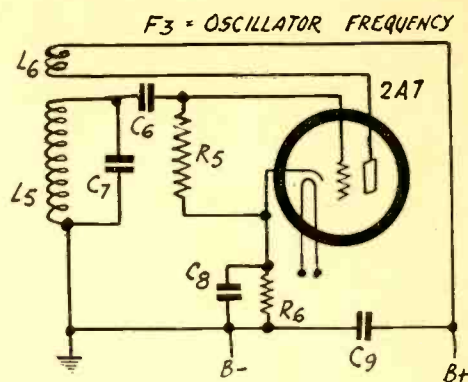 F3 = OSCILLATOR FREQUENCY
L6
2A7
C6
R5
C7
L5
C8
R6
C9
B-
B+